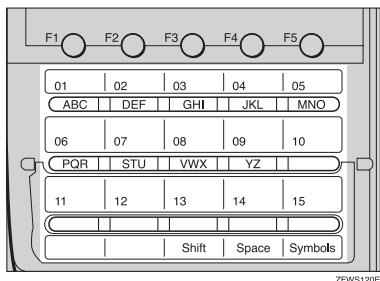 F1 F2 F3 F4 F5
01 02 03 04 05
ABC DEF GHI JKL MNO
06 07 08 09 10
PQR STU VWX YZ
11 12 13 14 15
Shift Space Symbols
ZFWS120E